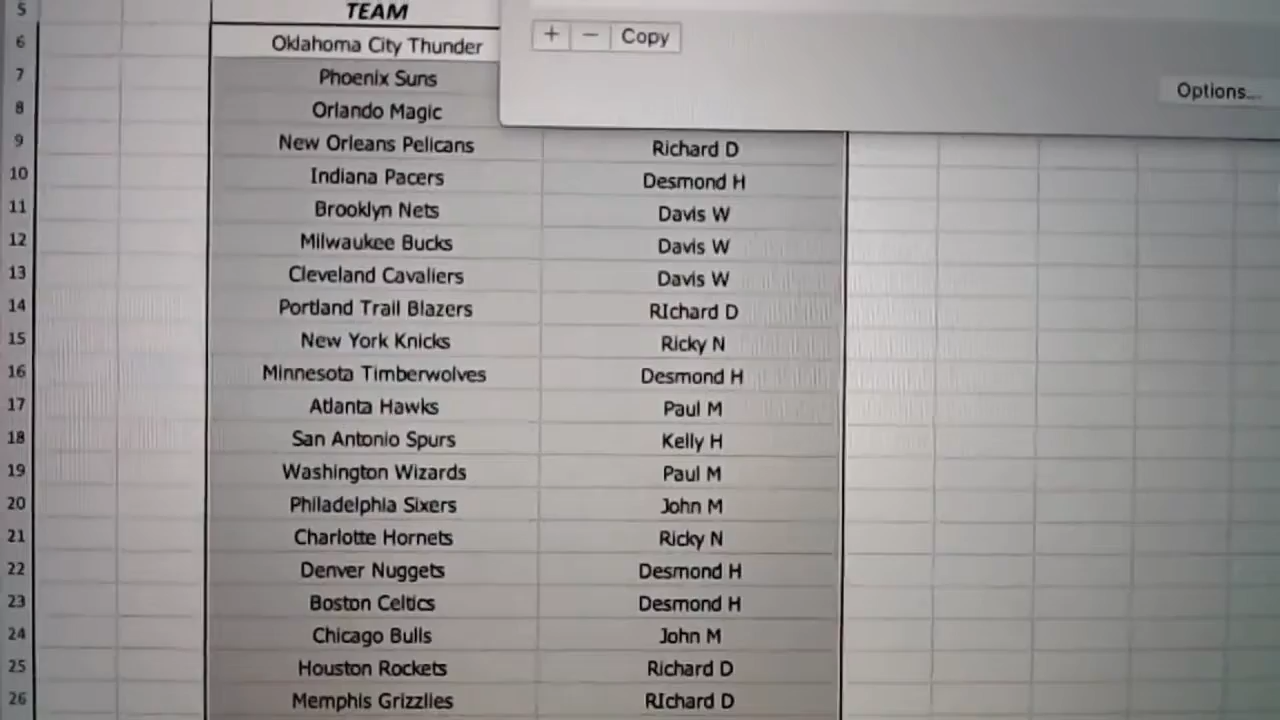 5 TEAM
+ − Copy
Options...
6 Oklahoma City Thunder
7 Phoenix Suns
8 Orlando Magic
9 New Orleans Pelicans Richard D
10 Indiana Pacers Desmond H
11 Brooklyn Nets Davis W
12 Milwaukee Bucks Davis W
13 Cleveland Cavaliers Davis W
14 Portland Trail Blazers RIchard D
15 New York Knicks Ricky N
16 Minnesota Timberwolves Desmond H
17 Atlanta Hawks Paul M
18 San Antonio Spurs Kelly H
19 Washington Wizards Paul M
20 Philadelphia Sixers John M
21 Charlotte Hornets Ricky N
22 Denver Nuggets Desmond H
23 Boston Celtics Desmond H
24 Chicago Bulls John M
25 Houston Rockets Richard D
26 Memphis Grizzlies RIchard D